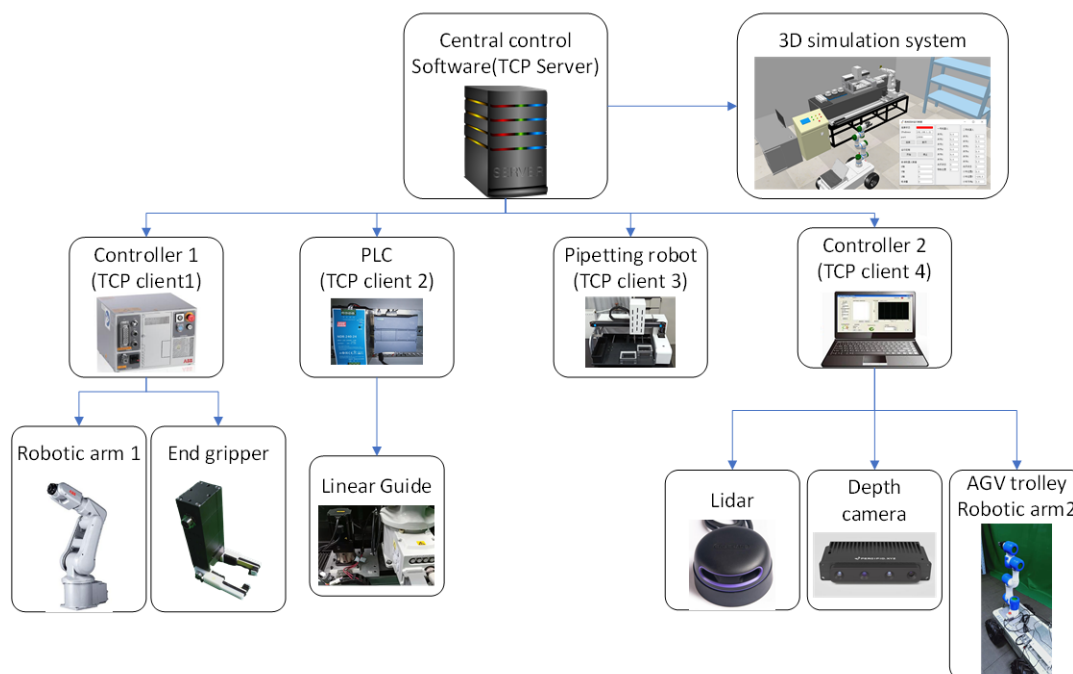 Central control
Software(TCP Server)
3D simulation system
SERVER
Controller 1
(TCP client1)
PLC
(TCP client 2)
Pipetting robot
(TCP client 3)
Controller 2
(TCP client 4)
ABB
Robotic arm 1
End gripper
Linear Guide
Lidar
Depth
camera
AGV trolley
Robotic arm2